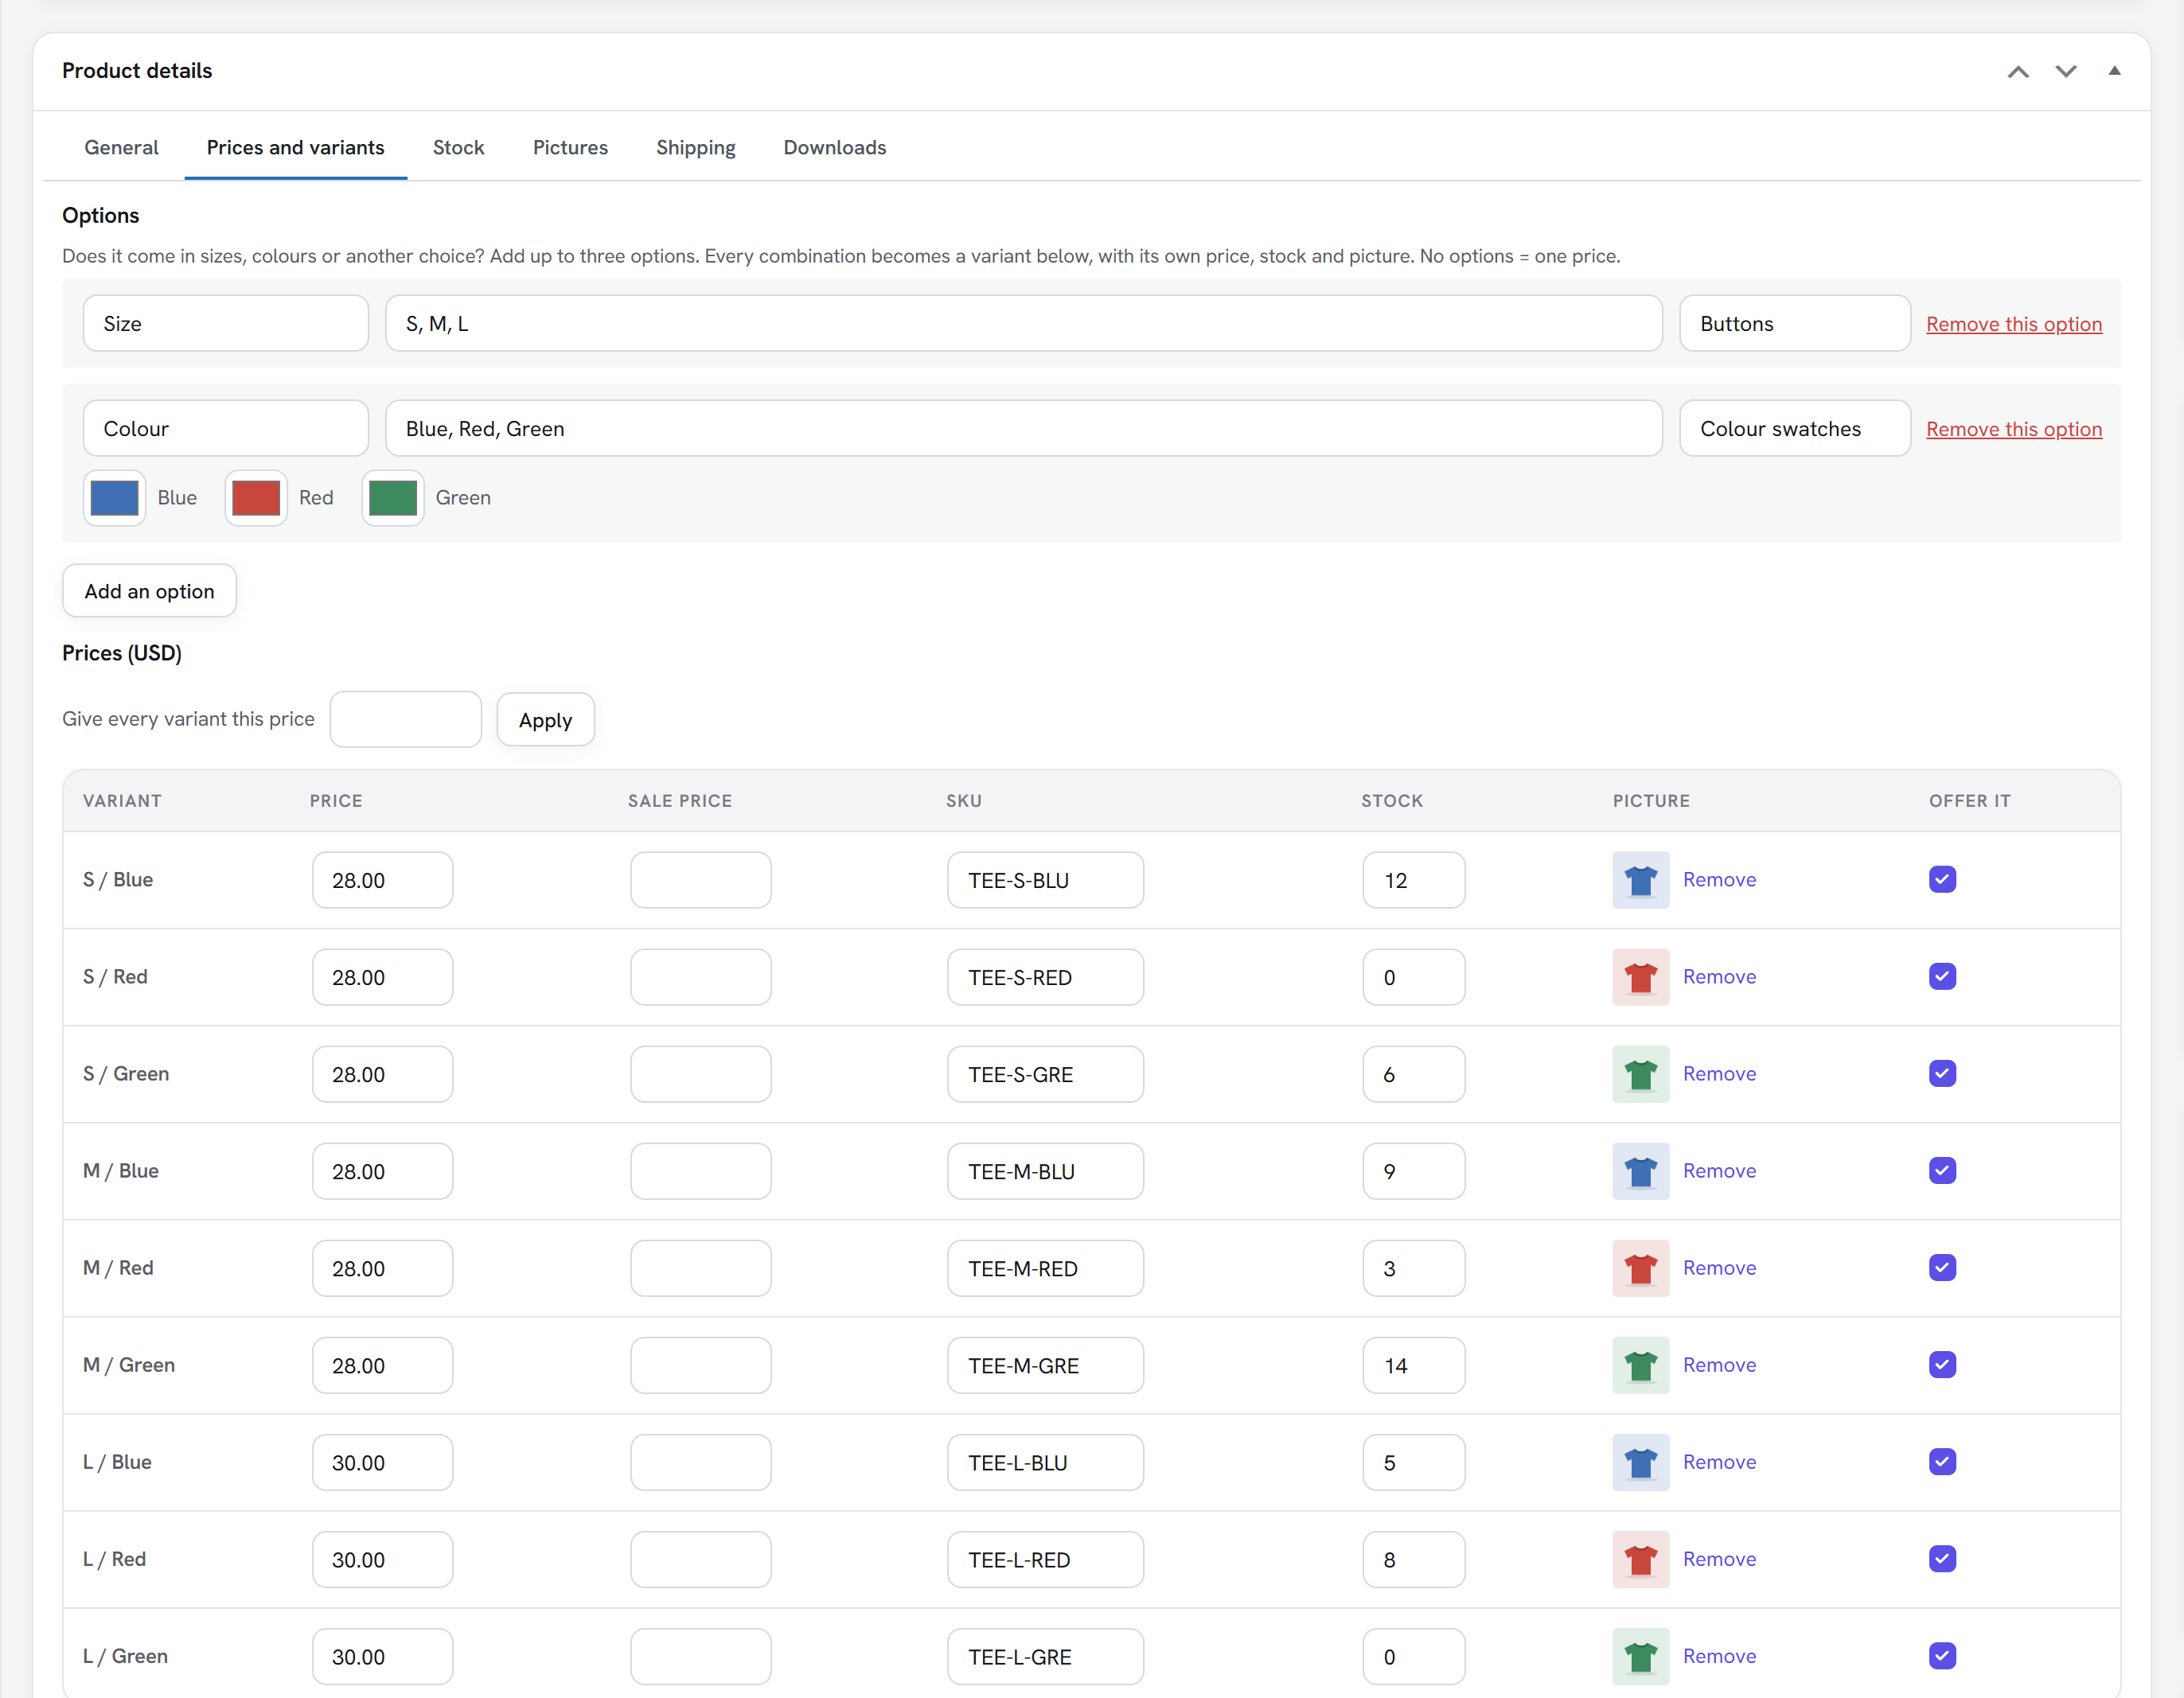 Product details
General Prices and variants Stock Pictures Shipping Downloads
Options
Does it come in sizes, colours or another choice? Add up to three options. Every combination becomes a variant below, with its own price, stock and picture. No options = one price.
Size S, M, L Buttons Remove this option
Colour Blue, Red, Green Colour swatches Remove this option
Blue Red Green
Add an option
Prices (USD)
Give every variant this price Apply
VARIANT PRICE SALE PRICE SKU STOCK PICTURE OFFER IT
S / Blue 28.00 TEE-S-BLU 12 Remove
S / Red 28.00 TEE-S-RED 0 Remove
S / Green 28.00 TEE-S-GRE 6 Remove
M / Blue 28.00 TEE-M-BLU 9 Remove
M / Red 28.00 TEE-M-RED 3 Remove
M / Green 28.00 TEE-M-GRE 14 Remove
L / Blue 30.00 TEE-L-BLU 5 Remove
L / Red 30.00 TEE-L-RED 8 Remove
L / Green 30.00 TEE-L-GRE 0 Remove